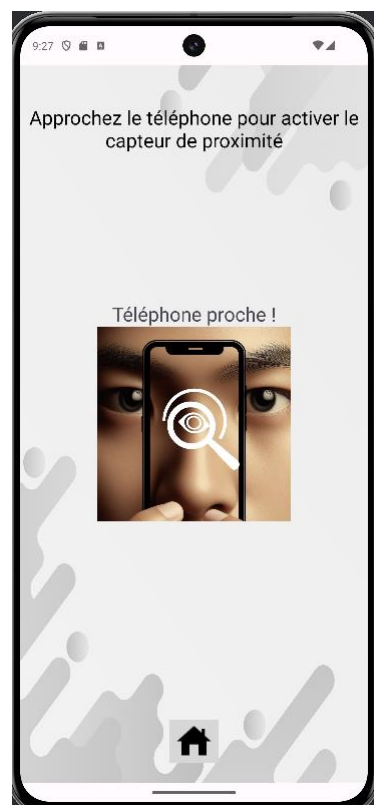 9:27
Approchez le téléphone pour activer le
capteur de proximité
Téléphone proche !